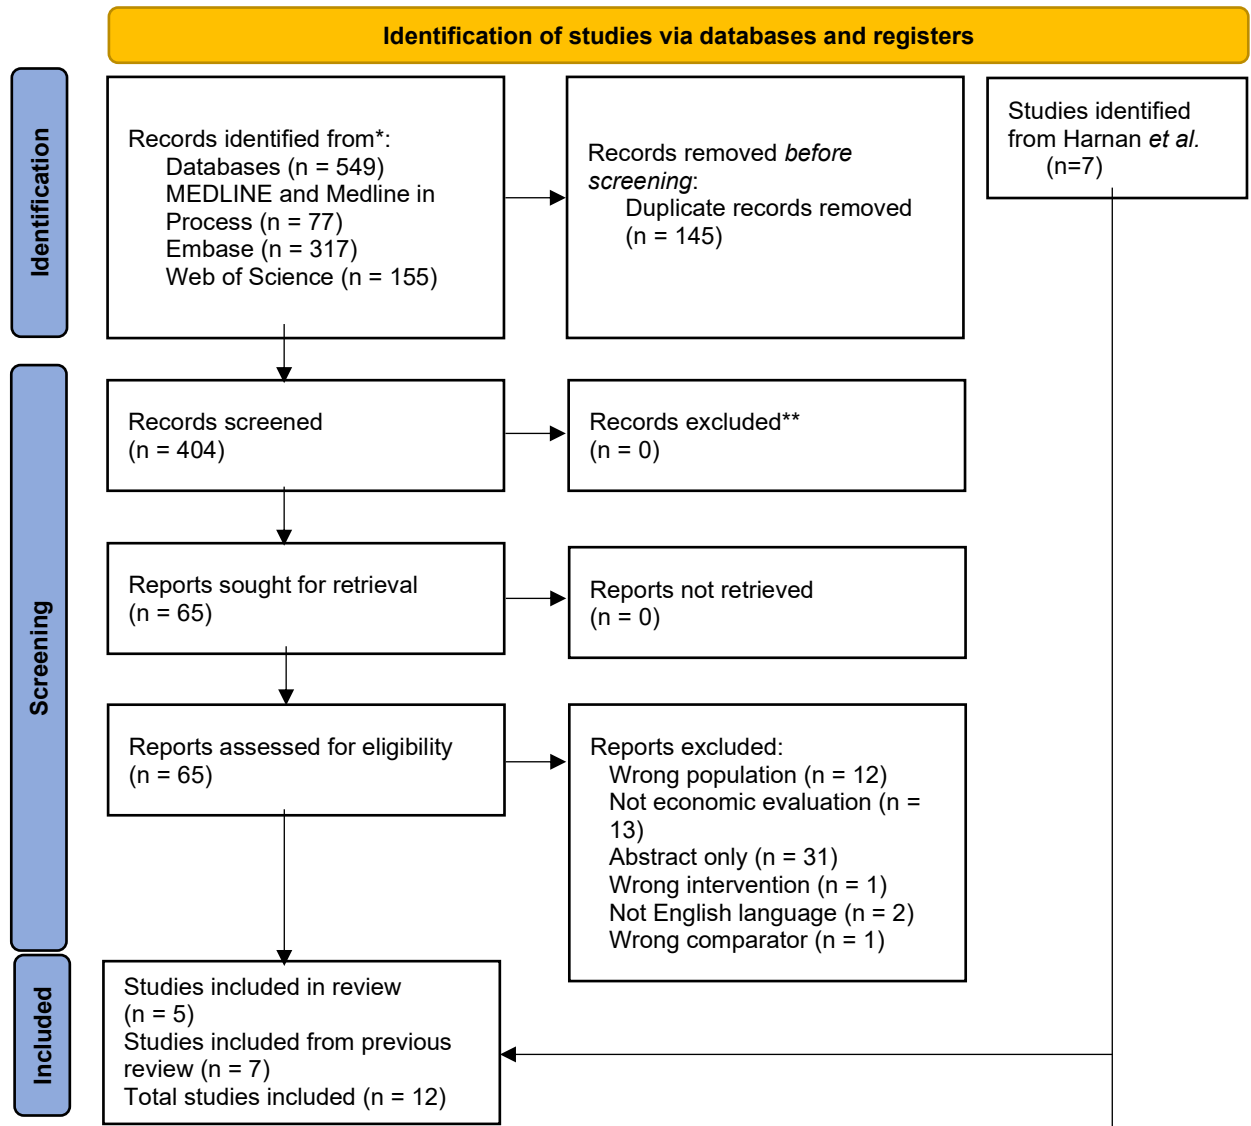 Identification of studies via databases and registers
Identification
Records identified from*:
Databases (n = 549)
MEDLINE and Medline in
Process (n = 77)
Embase (n = 317)
Web of Science (n = 155)
Records removed before
screening:
Duplicate records removed
(n = 145)
Studies identified
from Harnan et al.
(n=7)
Screening
Records screened
(n = 404)
Records excluded**
(n = 0)
Reports sought for retrieval
(n = 65)
Reports not retrieved
(n = 0)
Reports assessed for eligibility
(n = 65)
Reports excluded:
Wrong population (n = 12)
Not economic evaluation (n =
13)
Abstract only (n = 31)
Wrong intervention (n = 1)
Not English language (n = 2)
Wrong comparator (n = 1)
Included
Studies included in review
(n = 5)
Studies included from previous
review (n = 7)
Total studies included (n = 12)